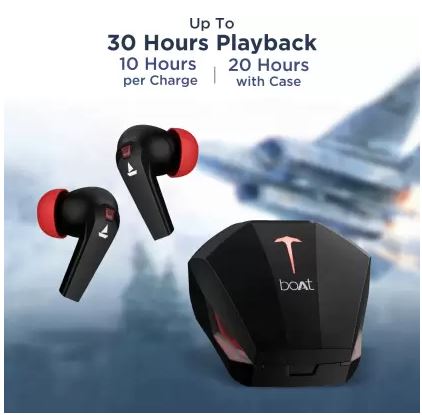 Up To
30 Hours Playback
10 Hours
per Charge
20 Hours
with Case
boAt